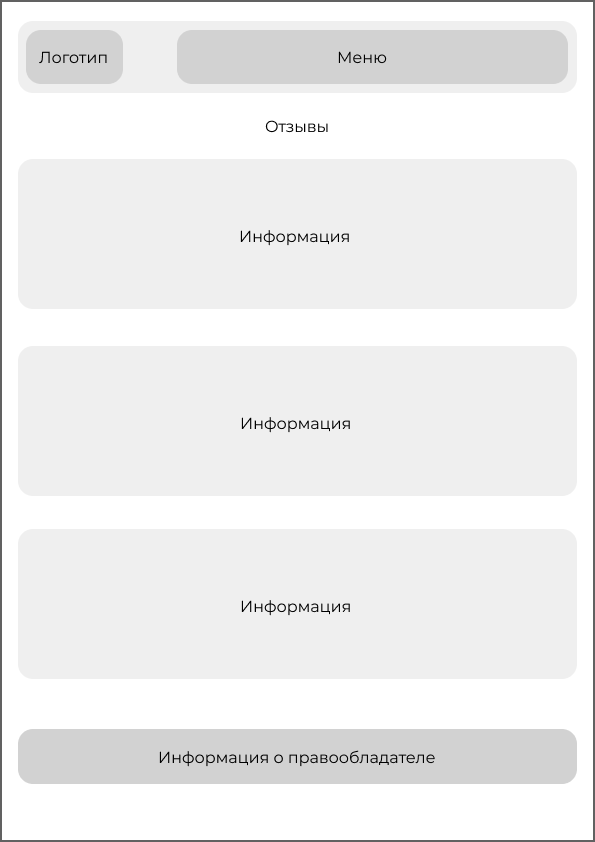 Логотип
Меню
Отзывы
Информация
Информация
Информация
Информация о правообладателе